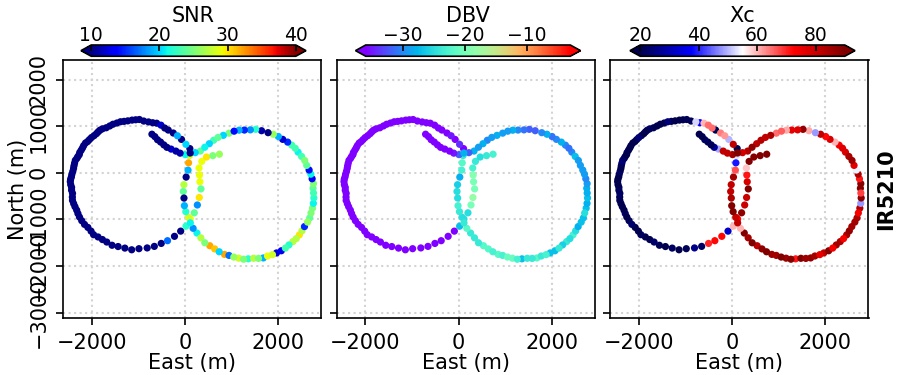 SNR DBV Xc
10 20 30 40 −30 −20 −10 20 40 60 80
2000
1000
0
−1000
−2000
−3000
North (m)
−2000 0 2000 −2000 0 2000 −2000 0 2000
East (m) East (m) East (m)
IR5210